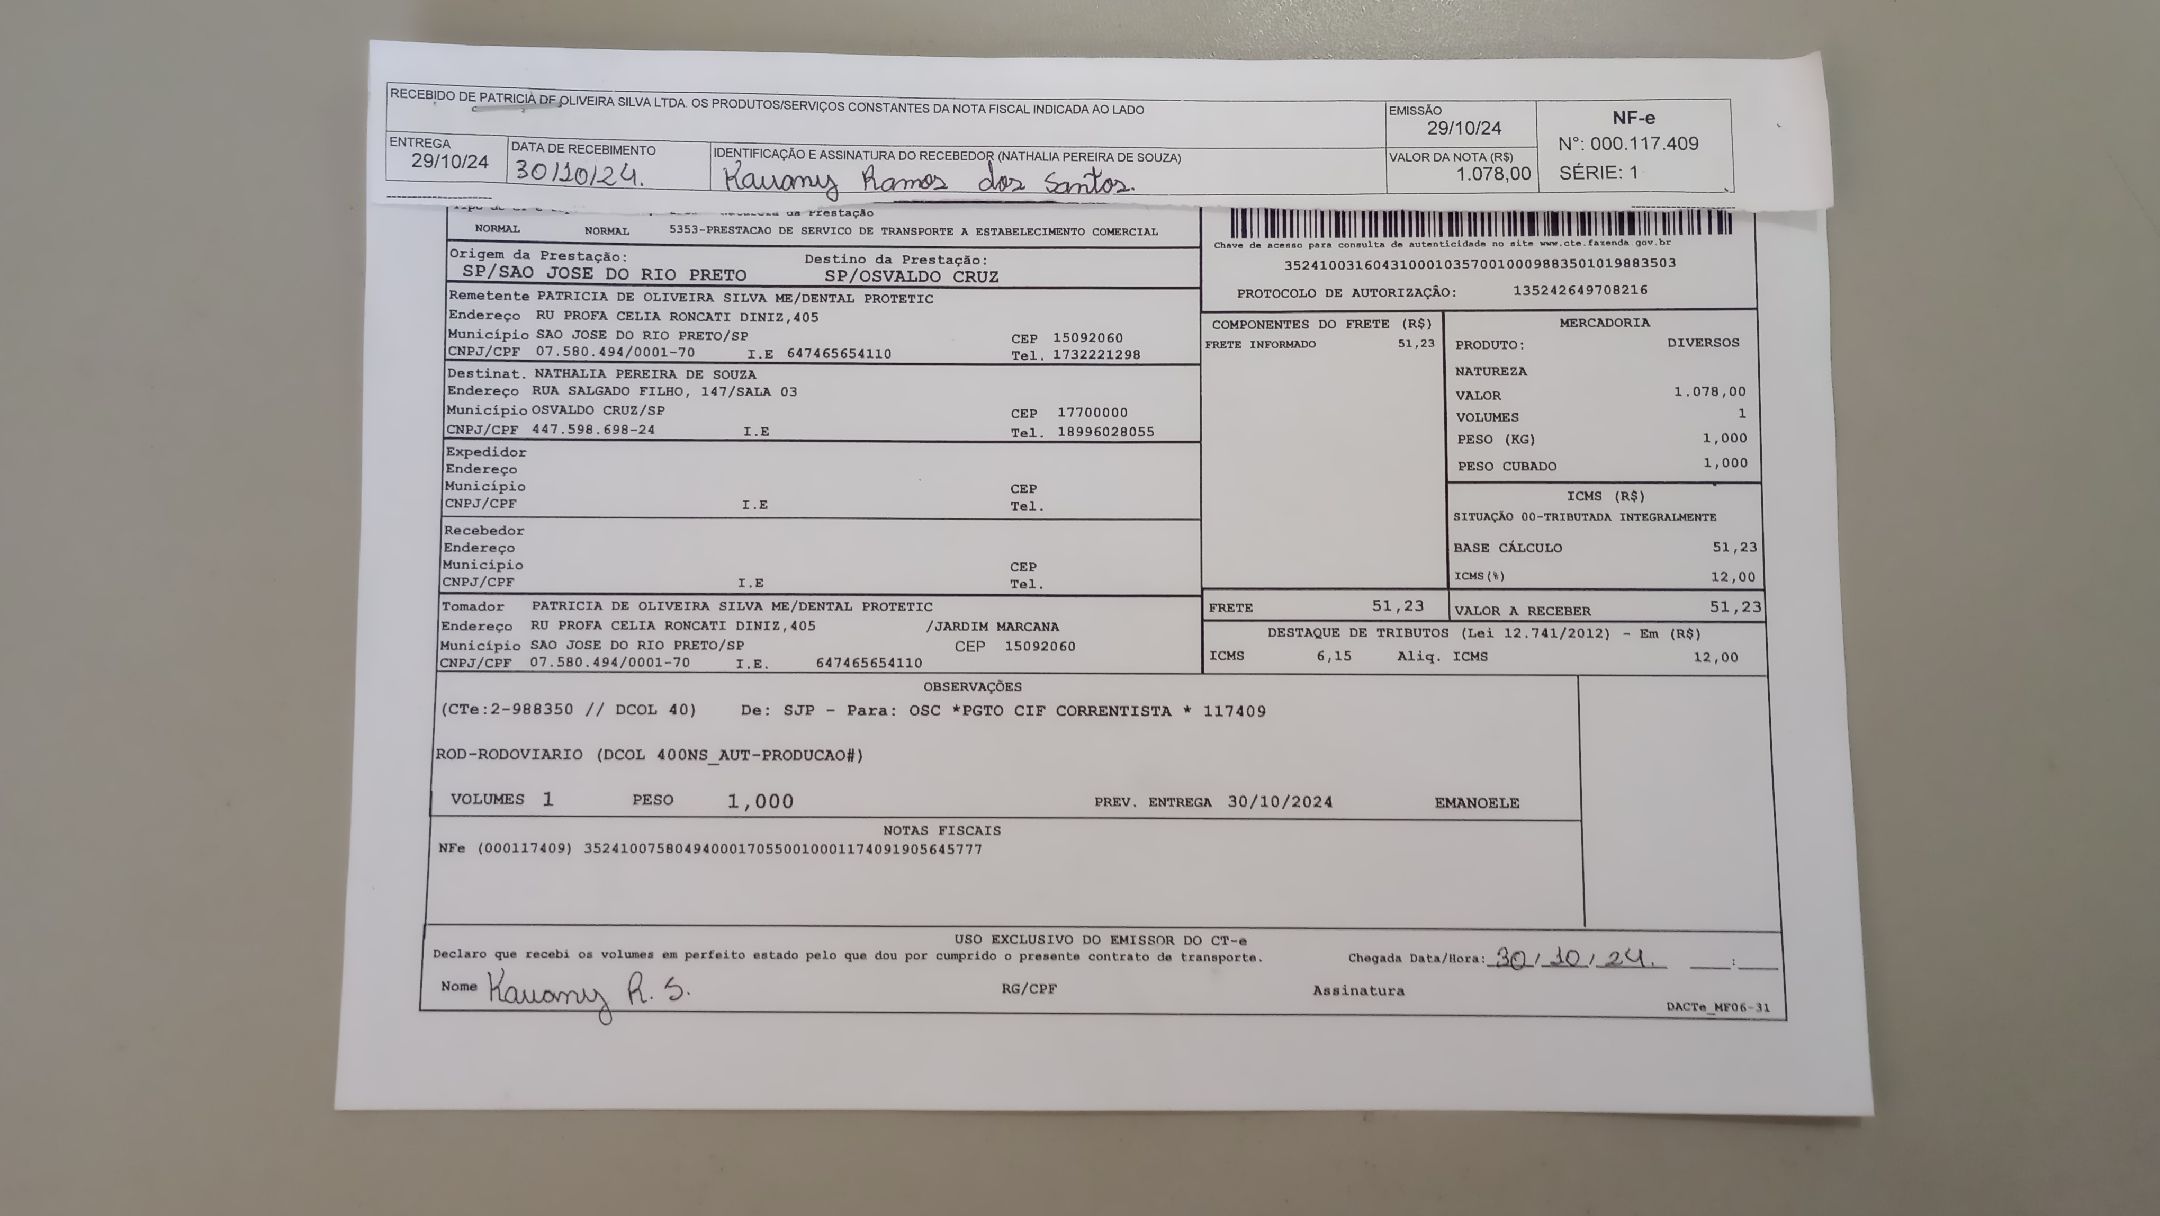 RECEBIDO DE PATRICIA DE OLIVEIRA SILVA LTDA. OS PRODUTOS/SERVIÇOS CONSTANTES DA NOTA FISCAL INDICADA AO LADO
ENTREGA
29/10/24
DATA DE RECEBIMENTO
30/10/24.
IDENTIFICAÇÃO E ASSINATURA DO RECEBEDOR (NATHALIA PEREIRA DE SOUZA)
Kauany Ramos dos Santos.
EMISSÃO
29/10/24
VALOR DA NOTA (R$)
1.078,00
NF-e
N°: 000.117.409
SÉRIE: 1
da Prestação
NORMAL NORMAL 5353-PRESTACAO DE SERVICO DE TRANSPORTE A ESTABELECIMENTO COMERCIAL
Origem da Prestação: Destino da Prestação:
SP/SAO JOSE DO RIO PRETO SP/OSVALDO CRUZ
Chave de acesso para consulta de autenticidade no site www.cte.fazenda.gov.br
35241003160431000103570010009883501019883503
PROTOCOLO DE AUTORIZAÇÃO: 135242649708216
Remetente PATRICIA DE OLIVEIRA SILVA ME/DENTAL PROTETIC
Endereço RU PROFA CELIA RONCATI DINIZ,405
Município SAO JOSE DO RIO PRETO/SP CEP 15092060
CNPJ/CPF 07.580.494/0001-70 I.E 647465654110 Tel. 1732221298
Destinat. NATHALIA PEREIRA DE SOUZA
Endereço RUA SALGADO FILHO, 147/SALA 03
Município OSVALDO CRUZ/SP CEP 17700000
CNPJ/CPF 447.598.698-24 I.E Tel. 18996028055
Expedidor
Endereço
Município CEP
CNPJ/CPF I.E Tel.
Recebedor
Endereço
Município CEP
CNPJ/CPF I.E Tel.
Tomador PATRICIA DE OLIVEIRA SILVA ME/DENTAL PROTETIC
Endereço RU PROFA CELIA RONCATI DINIZ,405 /JARDIM MARCANA
Município SAO JOSE DO RIO PRETO/SP CEP 15092060
CNPJ/CPF 07.580.494/0001-70 I.E. 647465654110
COMPONENTES DO FRETE (R$)
FRETE INFORMADO 51,23
MERCADORIA
PRODUTO: DIVERSOS
NATUREZA
VALOR 1.078,00
VOLUMES 1
PESO (KG) 1,000
PESO CUBADO 1,000
ICMS (R$)
SITUAÇÃO 00-TRIBUTADA INTEGRALMENTE
BASE CÁLCULO 51,23
ICMS(%) 12,00
FRETE 51,23 VALOR A RECEBER 51,23
DESTAQUE DE TRIBUTOS (Lei 12.741/2012) - Em (R$)
ICMS 6,15 Aliq. ICMS 12,00
OBSERVAÇÕES
(CTe:2-988350 // DCOL 40) De: SJP - Para: OSC *PGTO CIF CORRENTISTA * 117409
ROD-RODOVIARIO (DCOL 400NS_AUT-PRODUCAO#)
VOLUMES 1 PESO 1,000 PREV. ENTREGA 30/10/2024 EMANOELE
NOTAS FISCAIS
NFe (000117409) 35241007580494000170550010001174091905645777
USO EXCLUSIVO DO EMISSOR DO CT-e
Declaro que recebi os volumes em perfeito estado pelo que dou por cumprido o presente contrato de transporte. Chegada Data/Hora: 30/10/24. __:__
Nome Kauany R. S. RG/CPF Assinatura
DACTe_MF06-31